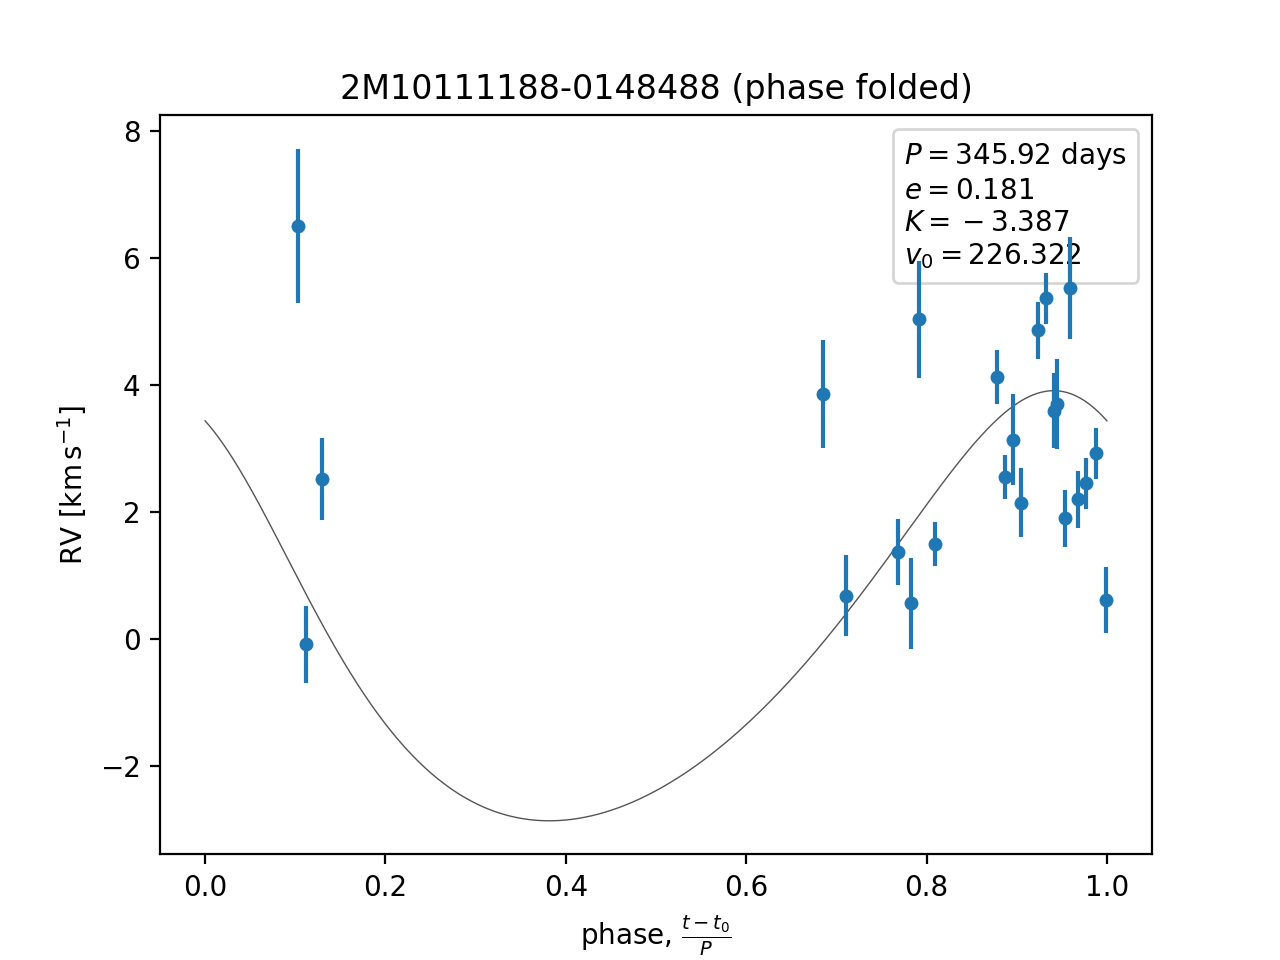 2M10111188-0148488 (phase folded)
P = 345.92 days
e = 0.181
K = −3.387
v₀ = 226.322
RV [km s⁻¹]
8
6
4
2
0
−2
0.0 0.2 0.4 0.6 0.8 1.0
phase, (t − t₀)/P